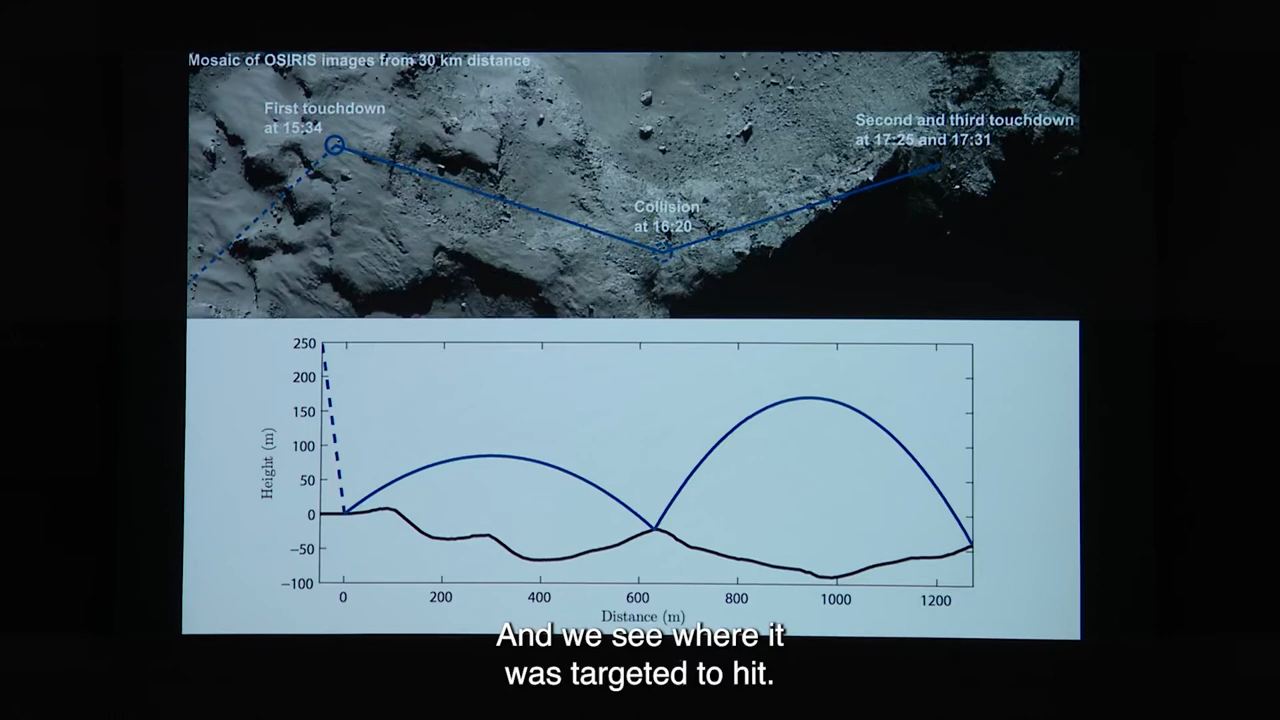 Mosaic of OSIRIS images from 30 km distance
First touchdown
at 15:34
Second and third touchdown
at 17:25 and 17:31
Collision
at 16:20
250
200
150
100
50
0
−50
−100
Height (m)
0 200 400 600 800 1000 1200
Distance (m)
And we see where it
was targeted to hit.